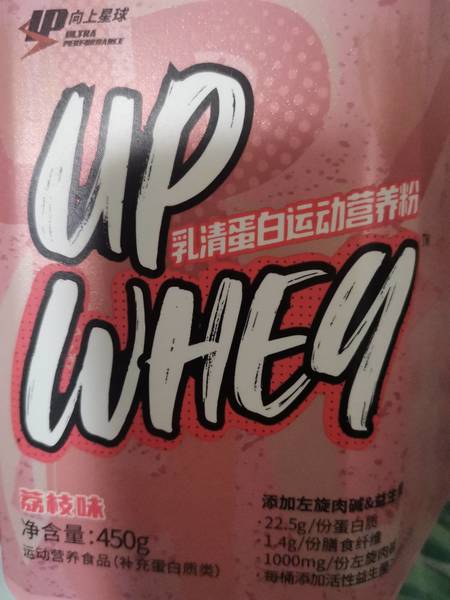 UP 向上星球
ULTRA
PERFORMANCE
UP
乳清蛋白运动营养粉
WHEY
TM
荔枝味
净含量:450g
运动营养食品(补充蛋白质类)
添加左旋肉碱&益生
·22.5g/份蛋白质
·1.4g/份膳食纤维
·1000mg/份左旋肉
·每桶添加活性益生菌